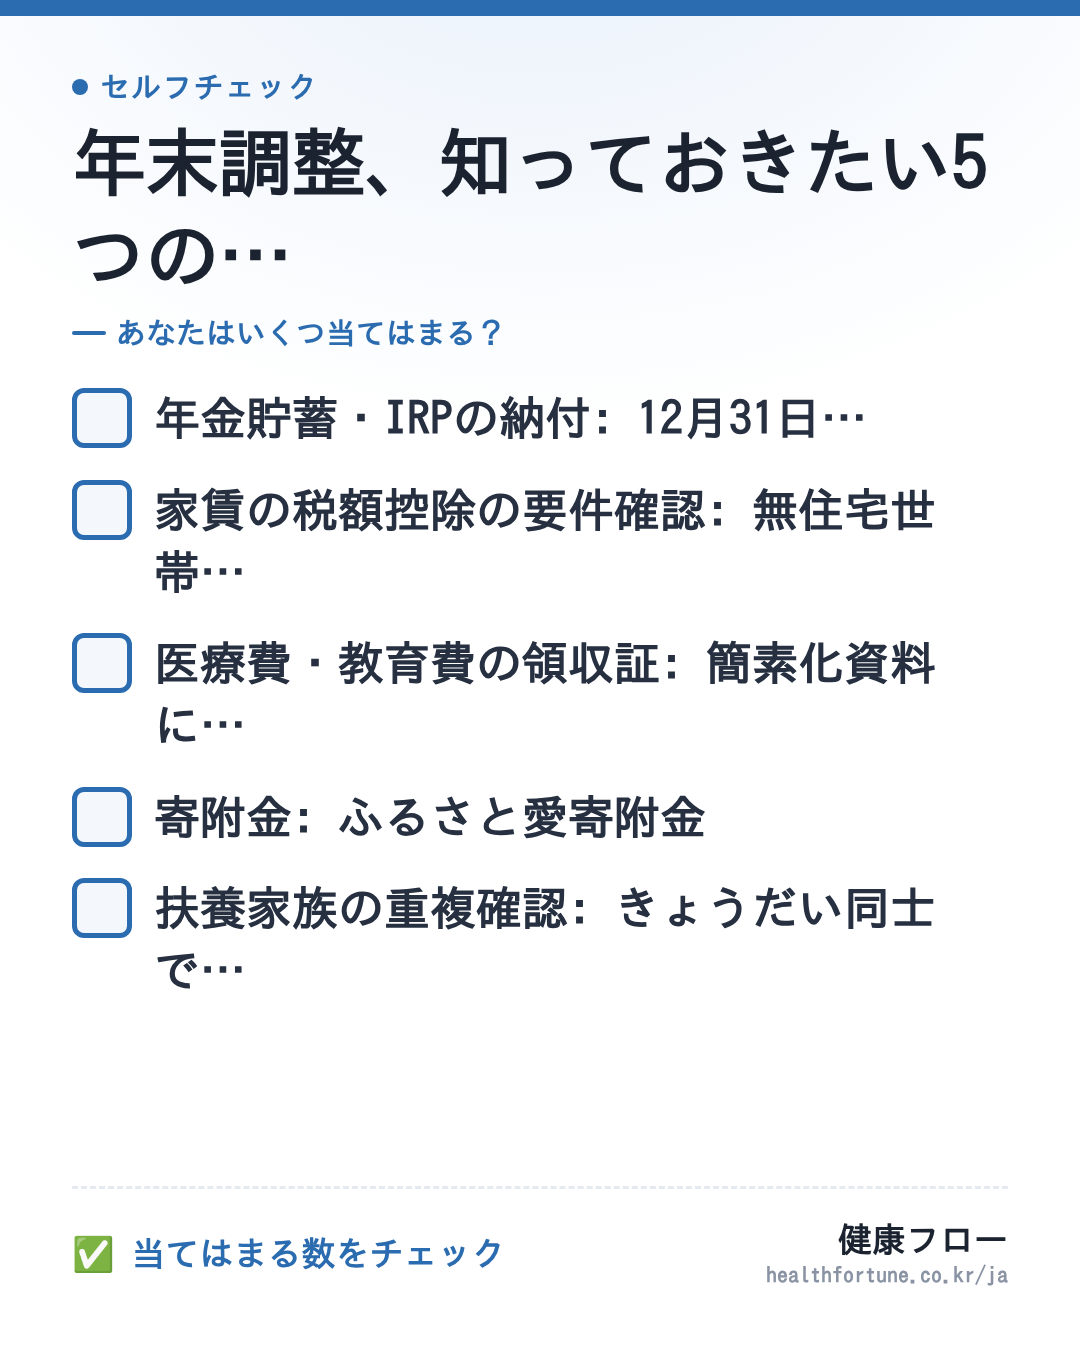 セルフチェック
年末調整、知っておきたい5
つの…
— あなたはいくつ当てはまる？
年金貯蓄・IRPの納付: 12月31日…
家賃の税額控除の要件確認: 無住宅世
帯…
医療費・教育費の領収証: 簡素化資料
に…
寄附金: ふるさと愛寄附金
扶養家族の重複確認: きょうだい同士
で…
✅ 当てはまる数をチェック
健康フロー
healthfortune.co.kr/ja